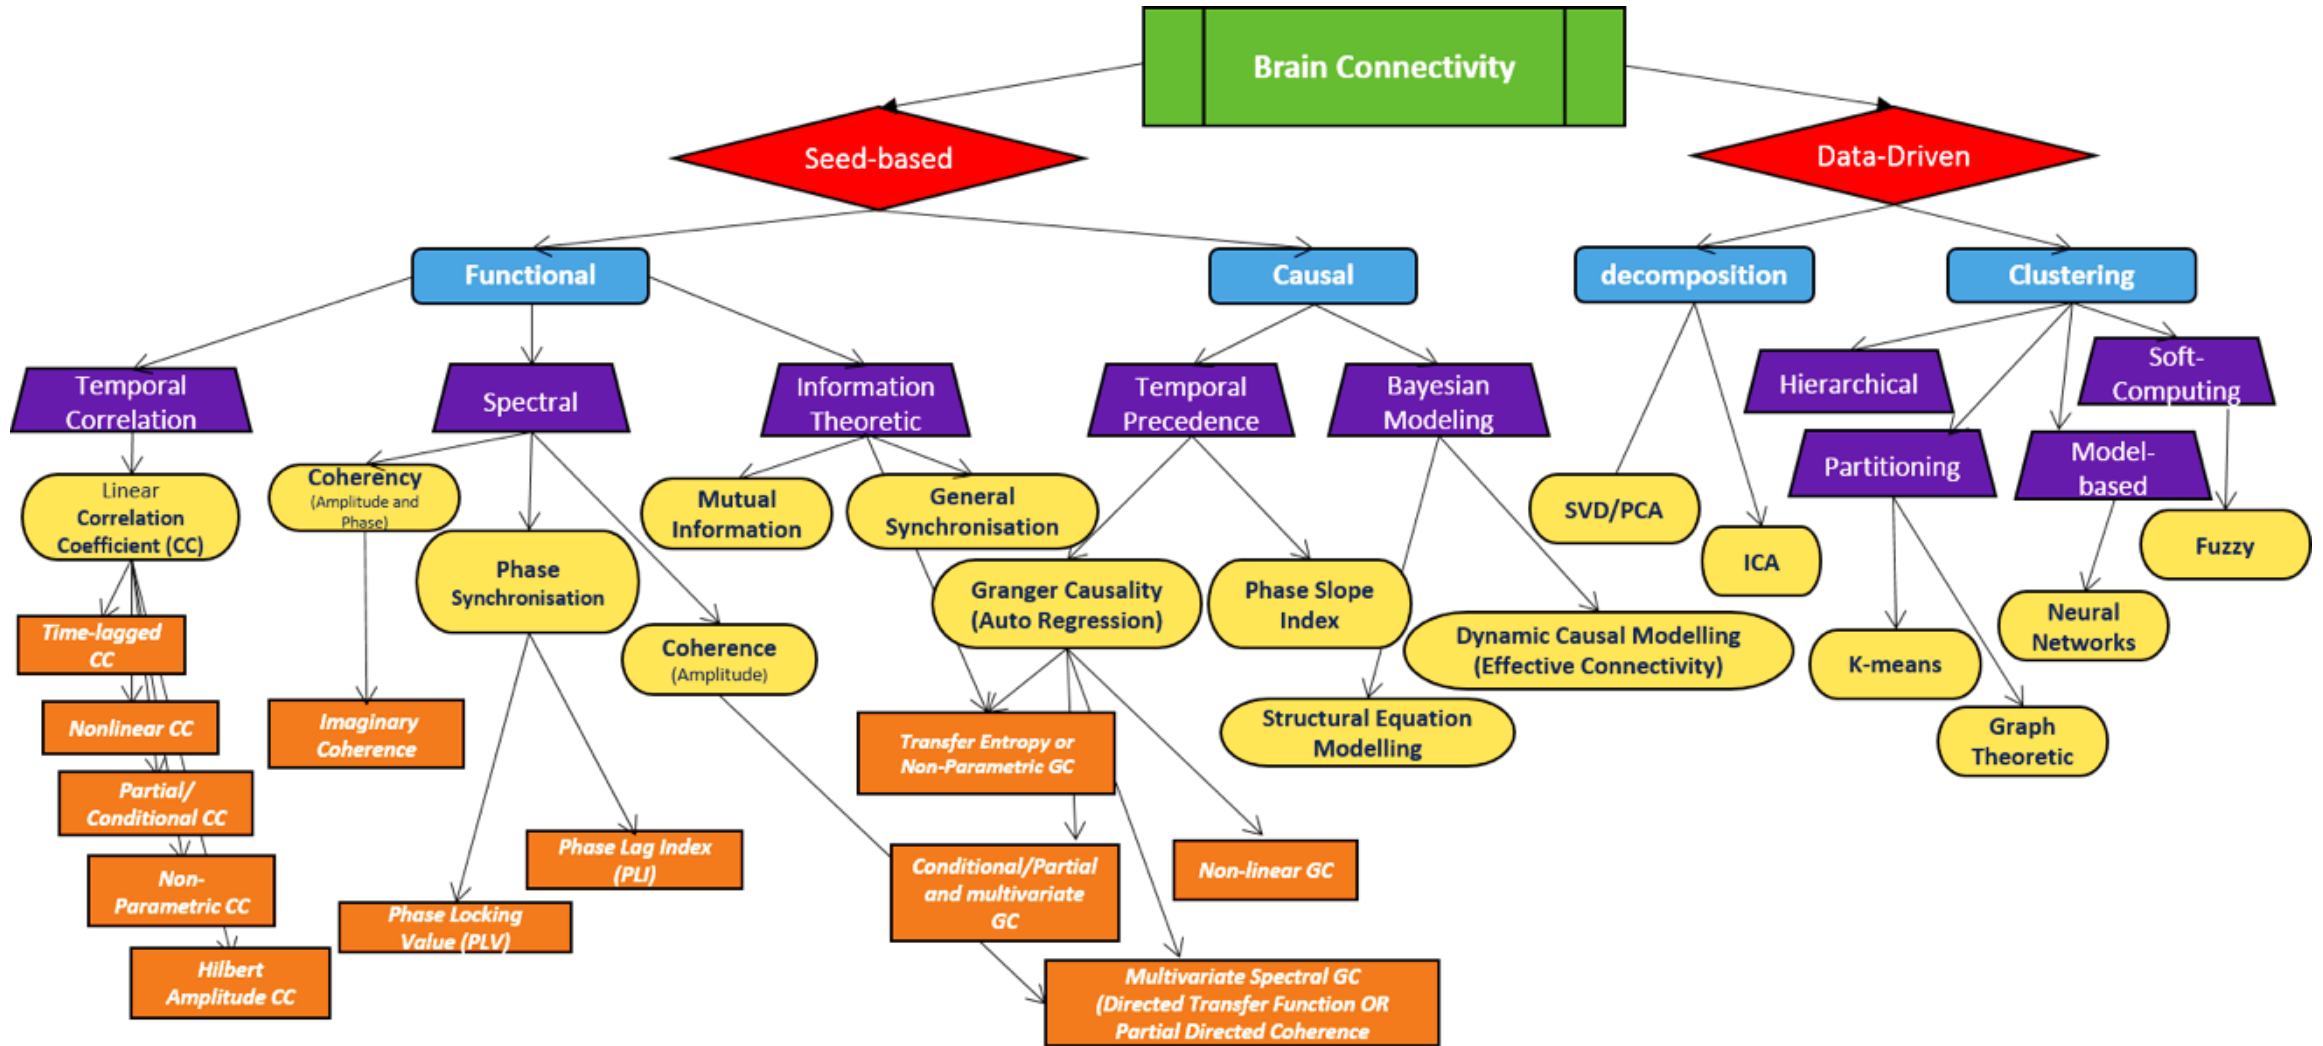 Brain Connectivity
Seed-based
Data-Driven
Functional
Causal
decomposition
Clustering
Temporal
Correlation
Spectral
Information
Theoretic
Temporal
Precedence
Bayesian
Modeling
Hierarchical
Soft-
Computing
Partitioning
Model-
based
Linear
Correlation
Coefficient (CC)
Coherency
(Amplitude and
Phase)
Phase
Synchronisation
Coherence
(Amplitude)
Mutual
Information
General
Synchronisation
Granger Causality
(Auto Regression)
Phase Slope
Index
Dynamic Causal Modelling
(Effective Connectivity)
Structural Equation
Modelling
SVD/PCA
ICA
K-means
Graph
Theoretic
Neural
Networks
Fuzzy
Time-lagged
CC
Nonlinear CC
Partial/
Conditional CC
Non-
Parametric CC
Hilbert
Amplitude CC
Imaginary
Coherence
Phase Locking
Value (PLV)
Phase Lag Index
(PLI)
Transfer Entropy or
Non-Parametric GC
Conditional/Partial
and multivariate
GC
Non-linear GC
Multivariate Spectral GC
(Directed Transfer Function OR
Partial Directed Coherence